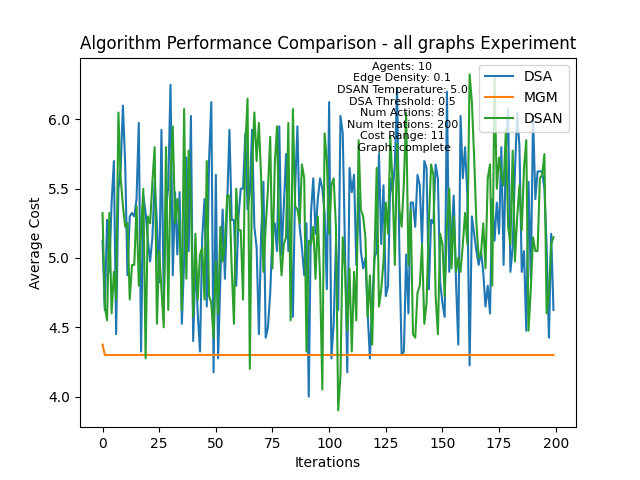 Algorithm Performance Comparison - all graphs Experiment
Agents: 10
Edge Density: 0.1
DSAN Temperature: 5.0
DSA Threshold: 0.5
Num Actions: 8
Num Iterations: 200
Cost Range: 11
Graph: complete
DSA
MGM
DSAN
Average Cost
6.0
5.5
5.0
4.5
4.0
0 25 50 75 100 125 150 175 200
Iterations